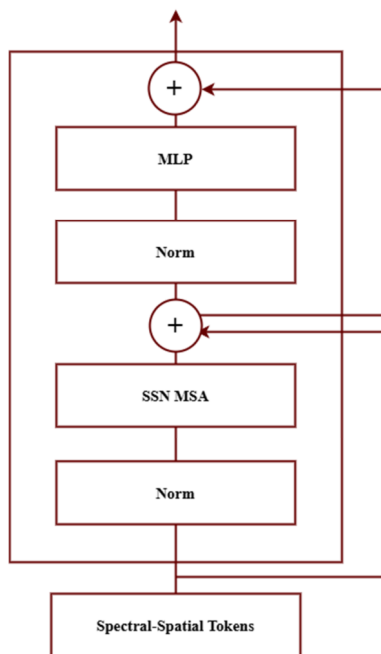 +
MLP
Norm
+
SSN MSA
Norm
Spectral-Spatial Tokens